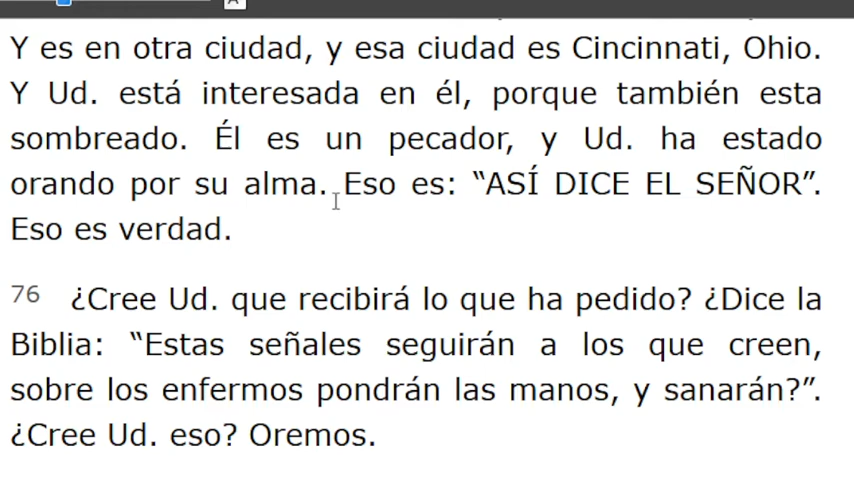 Y es en otra ciudad, y esa ciudad es Cincinnati, Ohio.
Y Ud. está interesada en él, porque también esta
sombreado. Él es un pecador, y Ud. ha estado
orando por su alma. Eso es: “ASÍ DICE EL SEÑOR”.
Eso es verdad.
76 ¿Cree Ud. que recibirá lo que ha pedido? ¿Dice la
Biblia: “Estas señales seguirán a los que creen,
sobre los enfermos pondrán las manos, y sanarán?”.
¿Cree Ud. eso? Oremos.